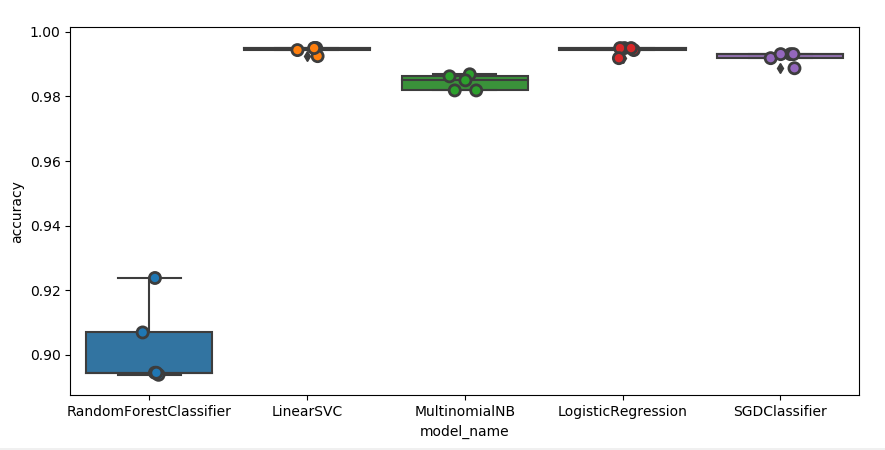 1.00
0.98
0.96
0.94
0.92
0.90
accuracy
RandomForestClassifier LinearSVC MultinomialNB LogisticRegression SGDClassifier
model_name